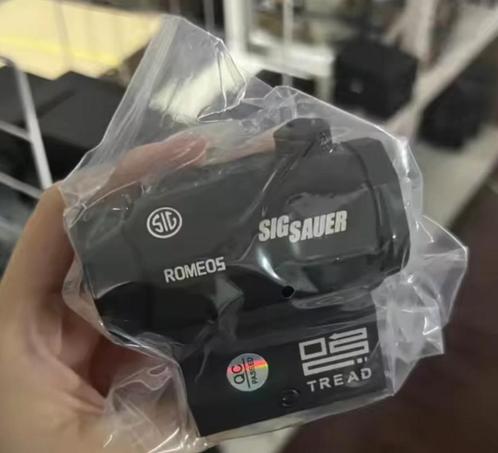 SIG
SIG SAUER
ROMEO5
QC
PASSED
TREAD